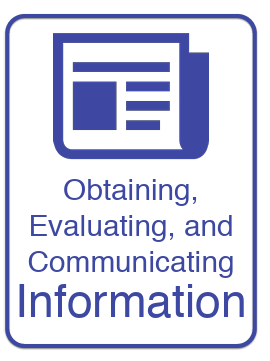 Obtaining,
Evaluating, and
Communicating
Information